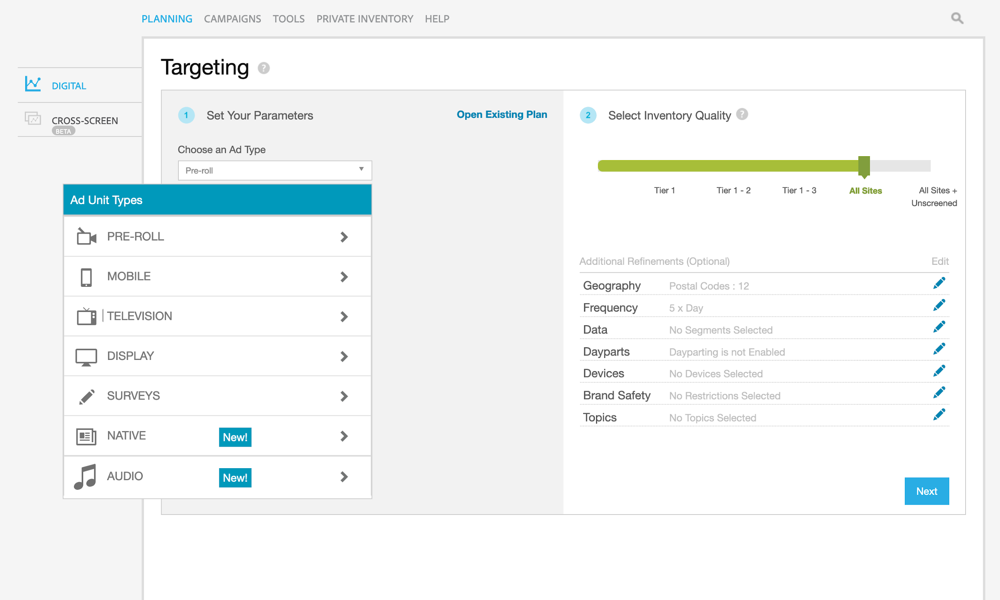 PLANNING CAMPAIGNS TOOLS PRIVATE INVENTORY HELP
DIGITAL
CROSS-SCREEN
BETA
Targeting ?
1 Set Your Parameters
Open Existing Plan
Choose an Ad Type
Pre-roll
Ad Unit Types
PRE-ROLL
MOBILE
TELEVISION
DISPLAY
SURVEYS
NATIVE New!
AUDIO New!
2 Select Inventory Quality ?
Tier 1
Tier 1 - 2
Tier 1 - 3
All Sites
All Sites +
Unscreened
Additional Refinements (Optional) Edit
Geography Postal Codes : 12
Frequency 5 x Day
Data No Segments Selected
Dayparts Dayparting is not Enabled
Devices No Devices Selected
Brand Safety No Restrictions Selected
Topics No Topics Selected
Next